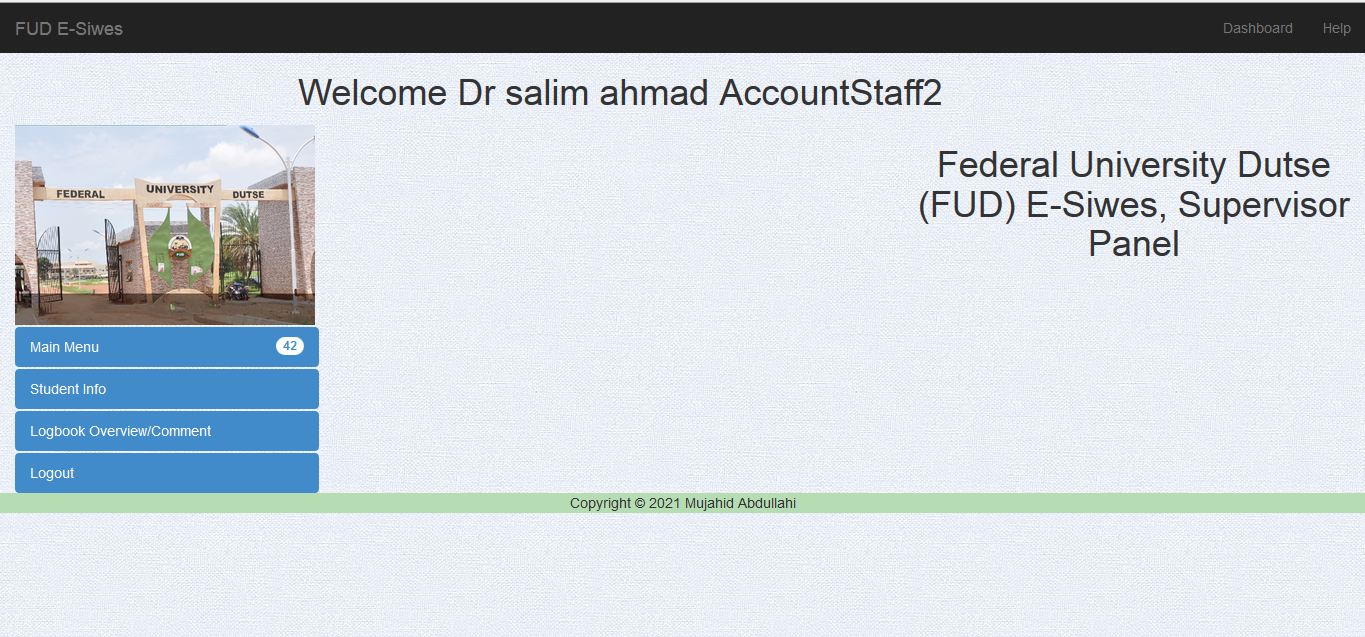 FUD E-Siwes
Dashboard
Help
Welcome Dr salim ahmad AccountStaff2
FEDERAL UNIVERSITY DUTSE
FUD
Federal University Dutse
(FUD) E-Siwes, Supervisor
Panel
Main Menu 42
Student Info
Logbook Overview/Comment
Logout
Copyright © 2021 Mujahid Abdullahi